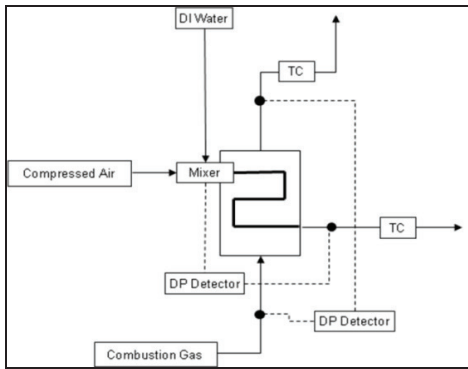 DI Water
TC
Compressed Air
Mixer
TC
DP Detector
DP Detector
Combustion Gas